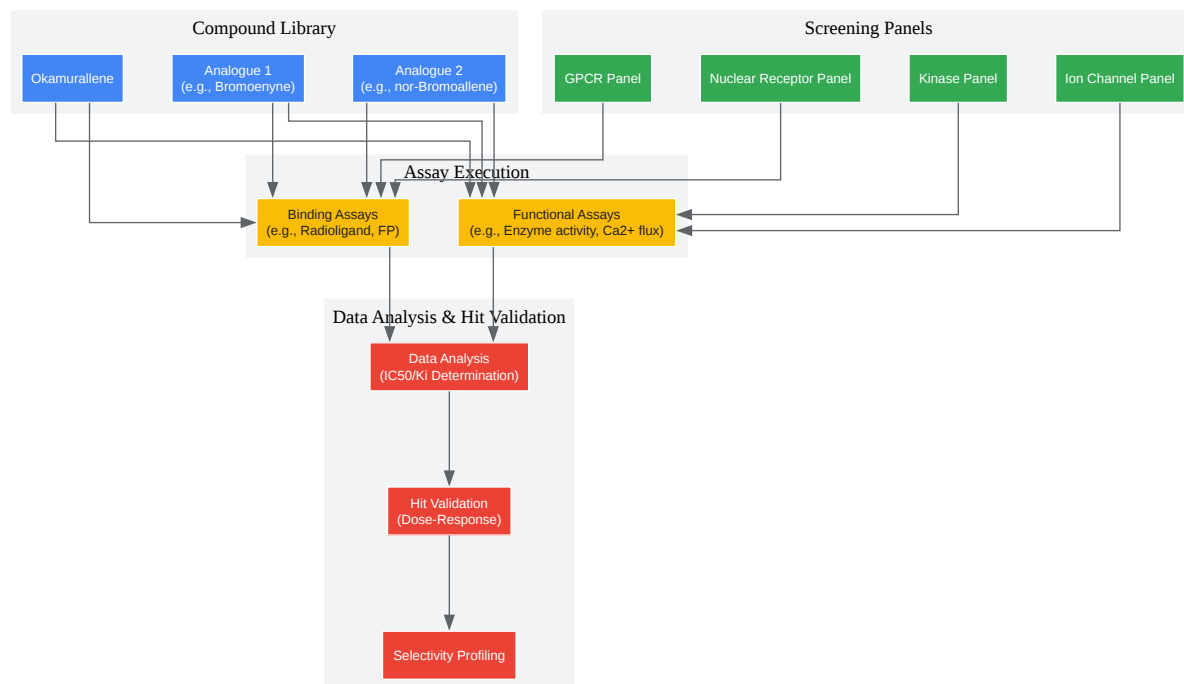 Compound Library
Screening Panels
Okamurallene
Analogue 1
(e.g., Bromoenyne)
Analogue 2
(e.g., nor-Bromoallene)
GPCR Panel
Nuclear Receptor Panel
Kinase Panel
Ion Channel Panel
Assay Execution
Binding Assays
(e.g., Radioligand, FP)
Functional Assays
(e.g., Enzyme activity, Ca2+ flux)
Data Analysis & Hit Validation
Data Analysis
(IC50/Ki Determination)
Hit Validation
(Dose-Response)
Selectivity Profiling